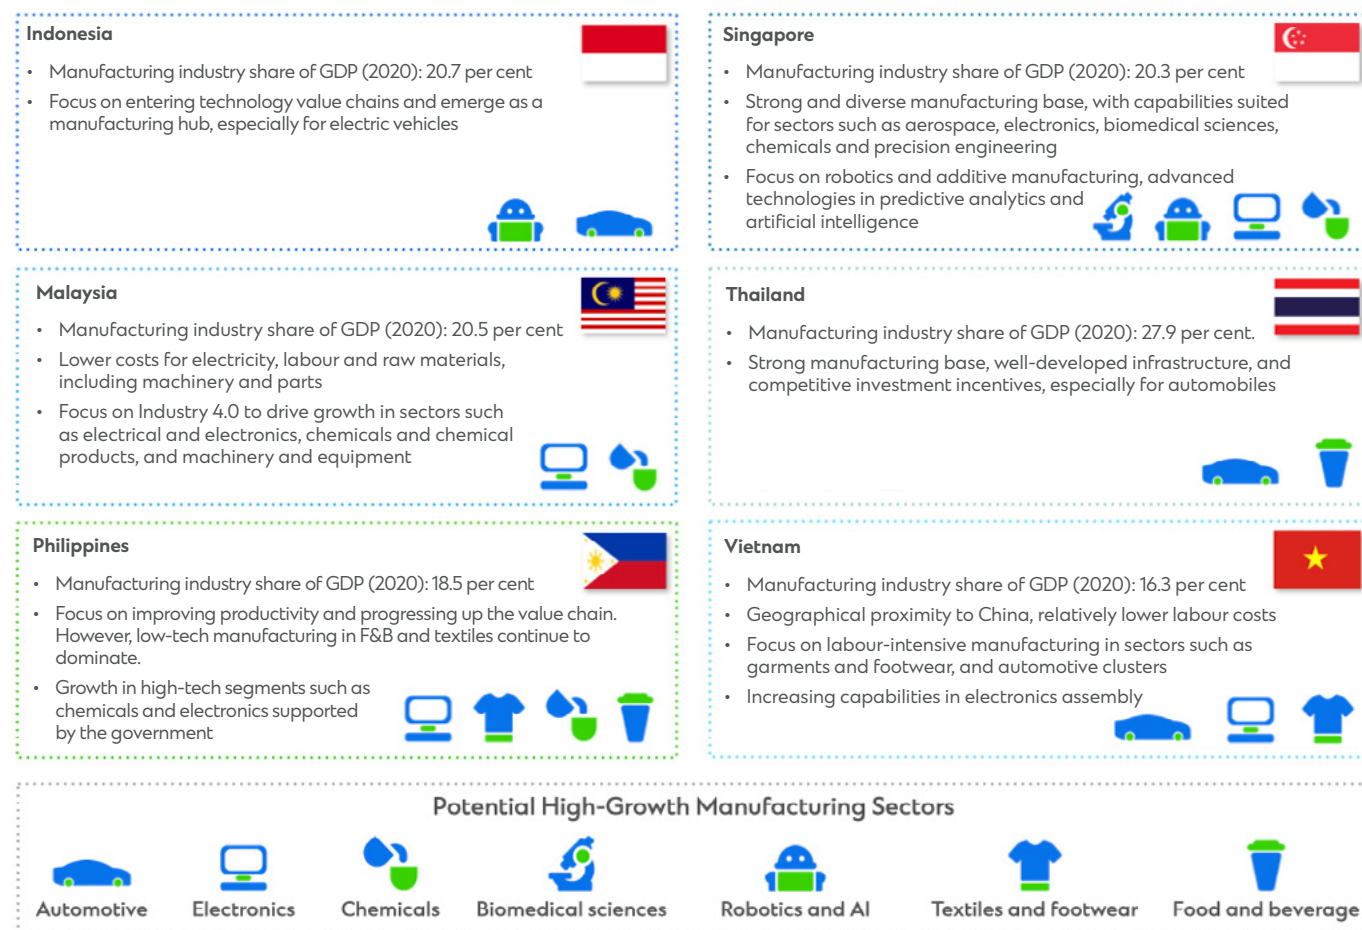 Indonesia
• Manufacturing industry share of GDP (2020): 20.7 per cent
• Focus on entering technology value chains and emerge as a
manufacturing hub, especially for electric vehicles
Singapore
• Manufacturing industry share of GDP (2020): 20.3 per cent
• Strong and diverse manufacturing base, with capabilities suited
for sectors such as aerospace, electronics, biomedical sciences,
chemicals and precision engineering
• Focus on robotics and additive manufacturing, advanced
technologies in predictive analytics and
artificial intelligence
Malaysia
• Manufacturing industry share of GDP (2020): 20.5 per cent
• Lower costs for electricity, labour and raw materials,
including machinery and parts
• Focus on Industry 4.0 to drive growth in sectors such
as electrical and electronics, chemicals and chemical
products, and machinery and equipment
Thailand
• Manufacturing industry share of GDP (2020): 27.9 per cent.
• Strong manufacturing base, well-developed infrastructure, and
competitive investment incentives, especially for automobiles
Philippines
• Manufacturing industry share of GDP (2020): 18.5 per cent
• Focus on improving productivity and progressing up the value chain.
However, low-tech manufacturing in F&B and textiles continue to
dominate.
• Growth in high-tech segments such as
chemicals and electronics supported
by the government
Vietnam
• Manufacturing industry share of GDP (2020): 16.3 per cent
• Geographical proximity to China, relatively lower labour costs
• Focus on labour-intensive manufacturing in sectors such as
garments and footwear, and automotive clusters
• Increasing capabilities in electronics assembly
Potential High-Growth Manufacturing Sectors
Automotive
Electronics
Chemicals
Biomedical sciences
Robotics and AI
Textiles and footwear
Food and beverage